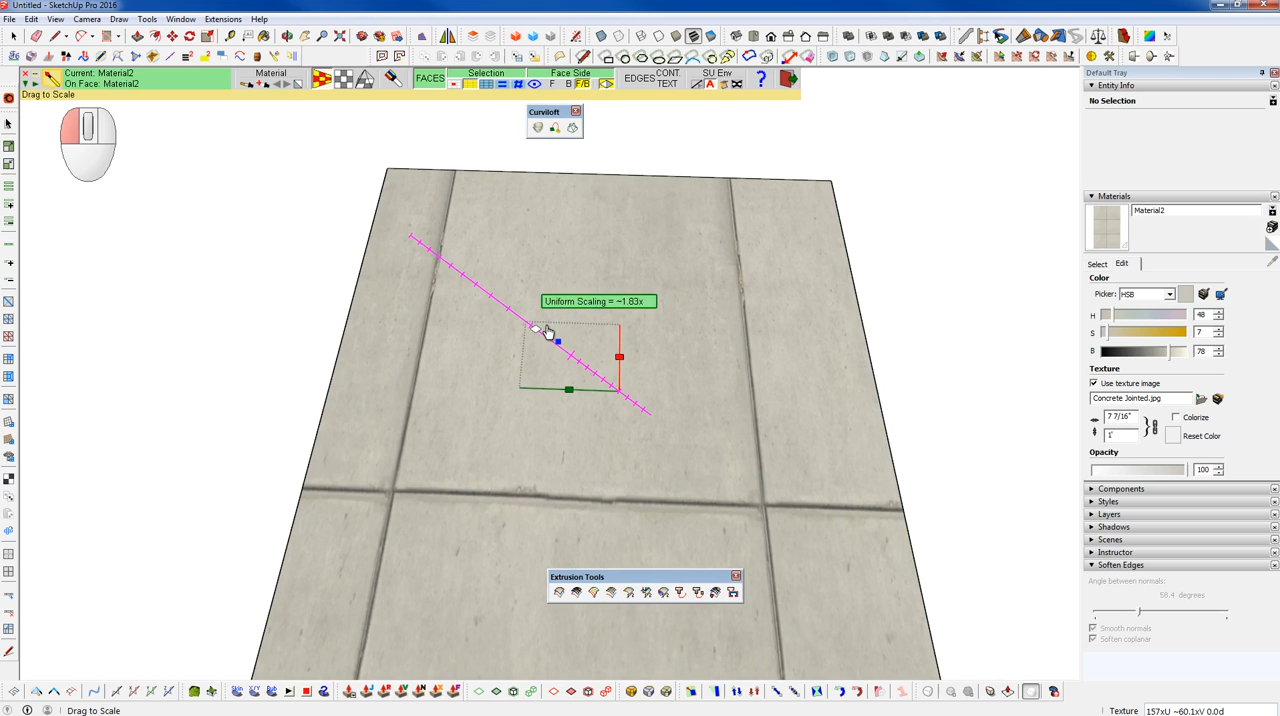 Untitled - SketchUp Pro 2016
File Edit View Camera Draw Tools Window Extensions Help
Current: Material2
On Face: Material2
Material
FACES
Selection
Face Side
F B F/B
EDGES
CONT.
TEXT
SU Env
A
?
Drag to Scale
Curviloft
Uniform Scaling = ~1.83x
Extrusion Tools
Default Tray
Entity Info
No Selection
Materials
Material2
Select Edit
Color
Picker: HSB
H 48
S 7
B 78
Texture
Use texture image
Concrete Jointed.jpg
7 7/16"
Colorize
1'
Reset Color
Opacity
100
Components
Styles
Layers
Shadows
Scenes
Instructor
Soften Edges
Angle between normals:
58.4 degrees
Smooth normals
Soften coplanar
Drag to Scale
Texture 157xU ~60.1xV 0.0d